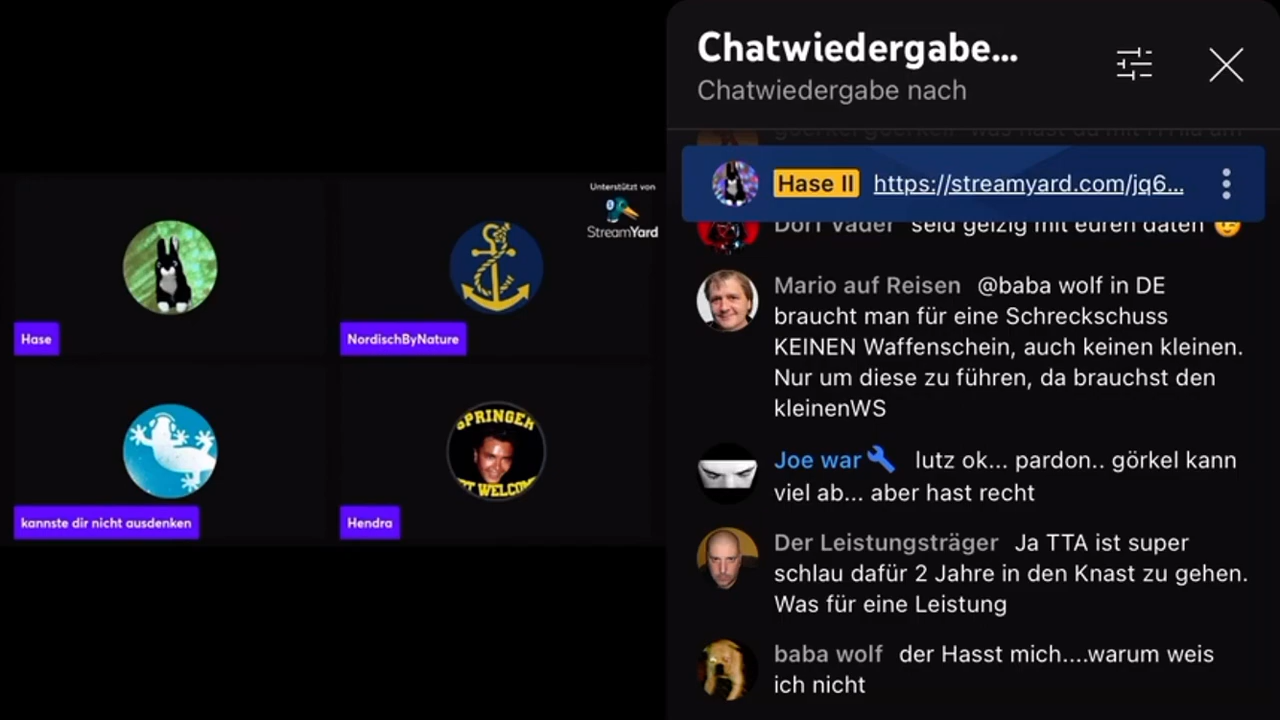 Chatwiedergabe...
Chatwiedergabe nach
Hase II https://streamyard.com/jq6...
Dorf Vader seid geizig mit euren daten 😉
Mario auf Reisen @baba wolf in DE
braucht man für eine Schreckschuss
KEINEN Waffenschein, auch keinen kleinen.
Nur um diese zu führen, da brauchst den
kleinenWS
Joe war lutz ok... pardon.. görkel kann
viel ab... aber hast recht
Der Leistungsträger Ja TTA ist super
schlau dafür 2 Jahre in den Knast zu gehen.
Was für eine Leistung
baba wolf der Hasst mich....warum weis
ich nicht
Unterstützt von
StreamYard
Hase
NordischByNature
SPRINGER
WELCOM
kannste dir nicht ausdenken
Hendra